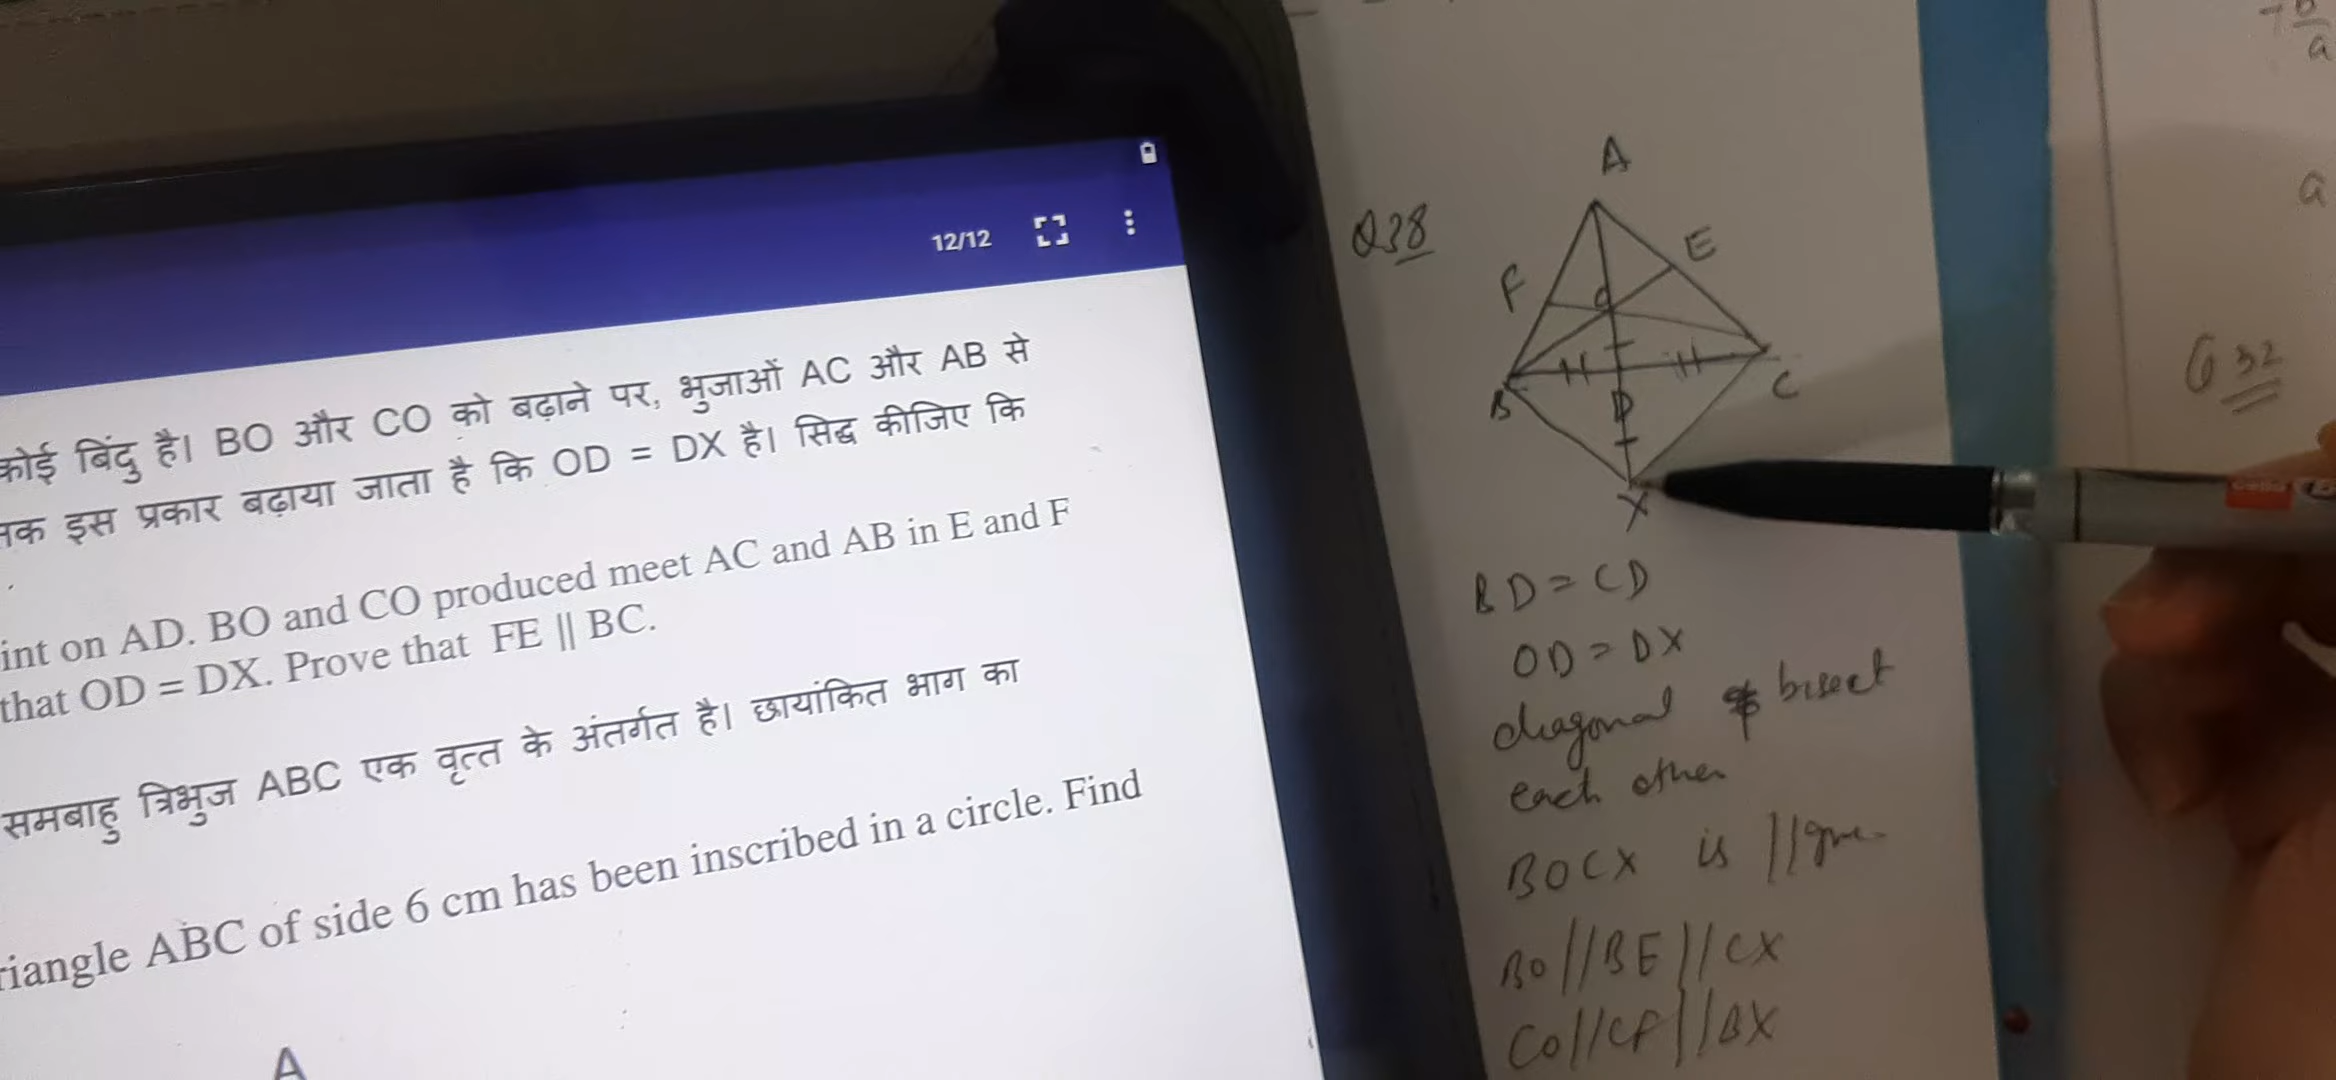 12/12
कोई बिंदु है। BO और CO को बढ़ाने पर, भुजाओं AC और AB से
इस प्रकार बढ़ाया जाता है कि OD = DX है। सिद्ध कीजिए कि
int on AD. BO and CO produced meet AC and AB in E and F
that OD = DX. Prove that FE || BC.
समबाहु त्रिभुज ABC एक वृत्त के अंतर्गत है। छायांकित भाग का
riangle ABC of side 6 cm has been inscribed in a circle. Find
A
Q38
A
F
E
O
B
D
C
X
BD = CD
OD = DX
diagonal bisect
each other
BOCX is ||gm
BO||BE||CX
CO||CF||BX
b
a
a
32